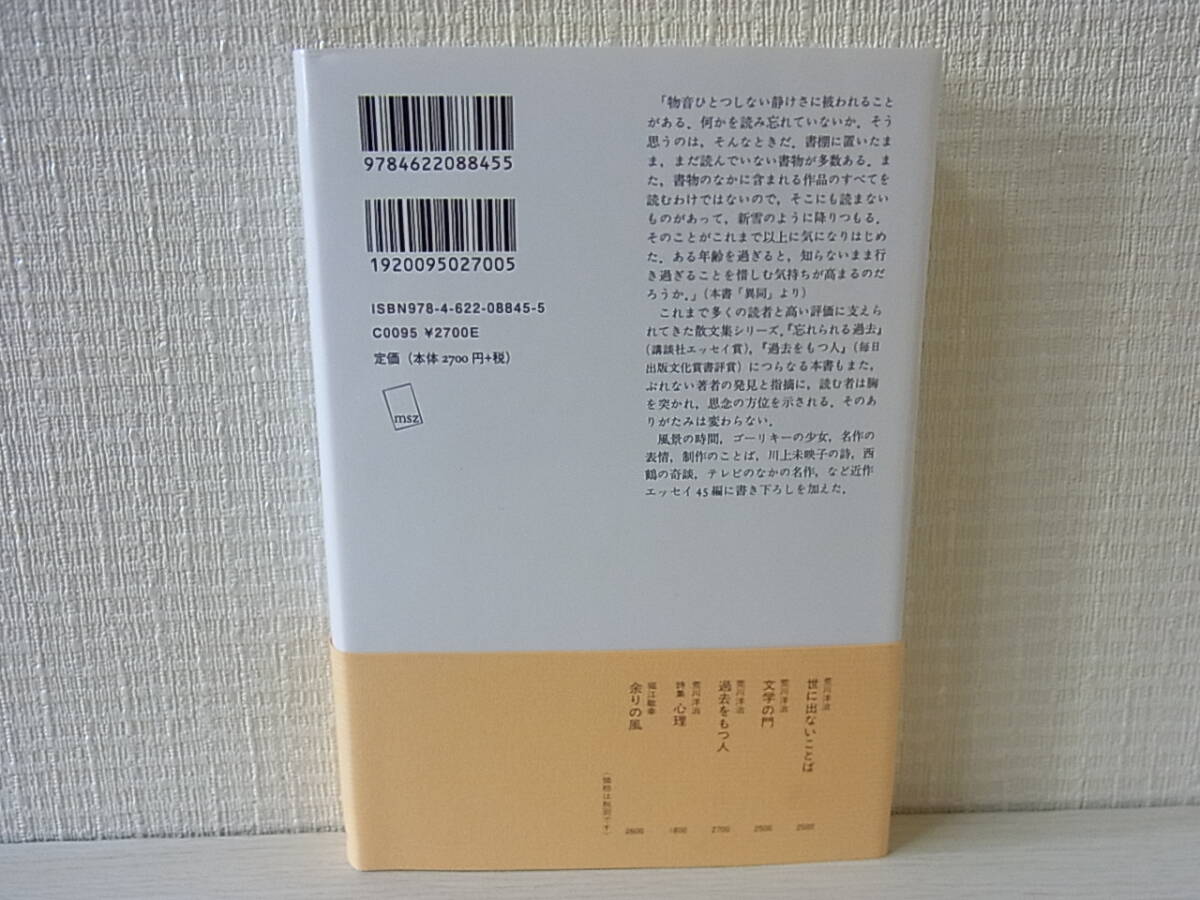 9784622088455
1920095027005
ISBN978-4-622-08845-5
C0095 ¥2700E
定価（本体2700円+税）
msz
「物音ひとつしない静けさに被われること
がある．何かを読み忘れていないか．そう
思うのは，そんなときだ．書棚に置いたま
ま，まだ読んでいない書物が多数ある．ま
た，書物のなかに含まれる作品のすべてを
読むわけではないので，そこにも読まない
ものがあって，新雪のように降りつもる．
そのことがこれまで以上に気になりはじめ
た．ある年齢を過ぎると，知らないまま行
き過ぎることを惜しむ気持ちが高まるのだ
ろうか．」（本書「異同」より）
これまで多くの読者と高い評価に支えら
れてきた散文集シリーズ．『忘れられる過去』
（講談社エッセイ賞），『過去をもつ人』（毎日
出版文化賞書評賞）につらなる本書もまた，
ぶれない著者の発見と指摘に，読む者は胸
を突かれ，思念の方位を示される．そのあ
りがたみは変わらない．
風景の時間，ゴーリキーの少女，名作の
表情，制作のことば，川上未映子の詩，西
鶴の奇談，テレビのなかの名作，など近作
エッセイ45編に書き下ろしを加えた．
荒川洋治
世に出ないことば
2500
荒川洋治
文学の門
2500
荒川洋治
過去をもつ人
2700
荒川洋治
詩集 心理
1800
堀江敏幸
余りの風
2600
（価格は税別です）